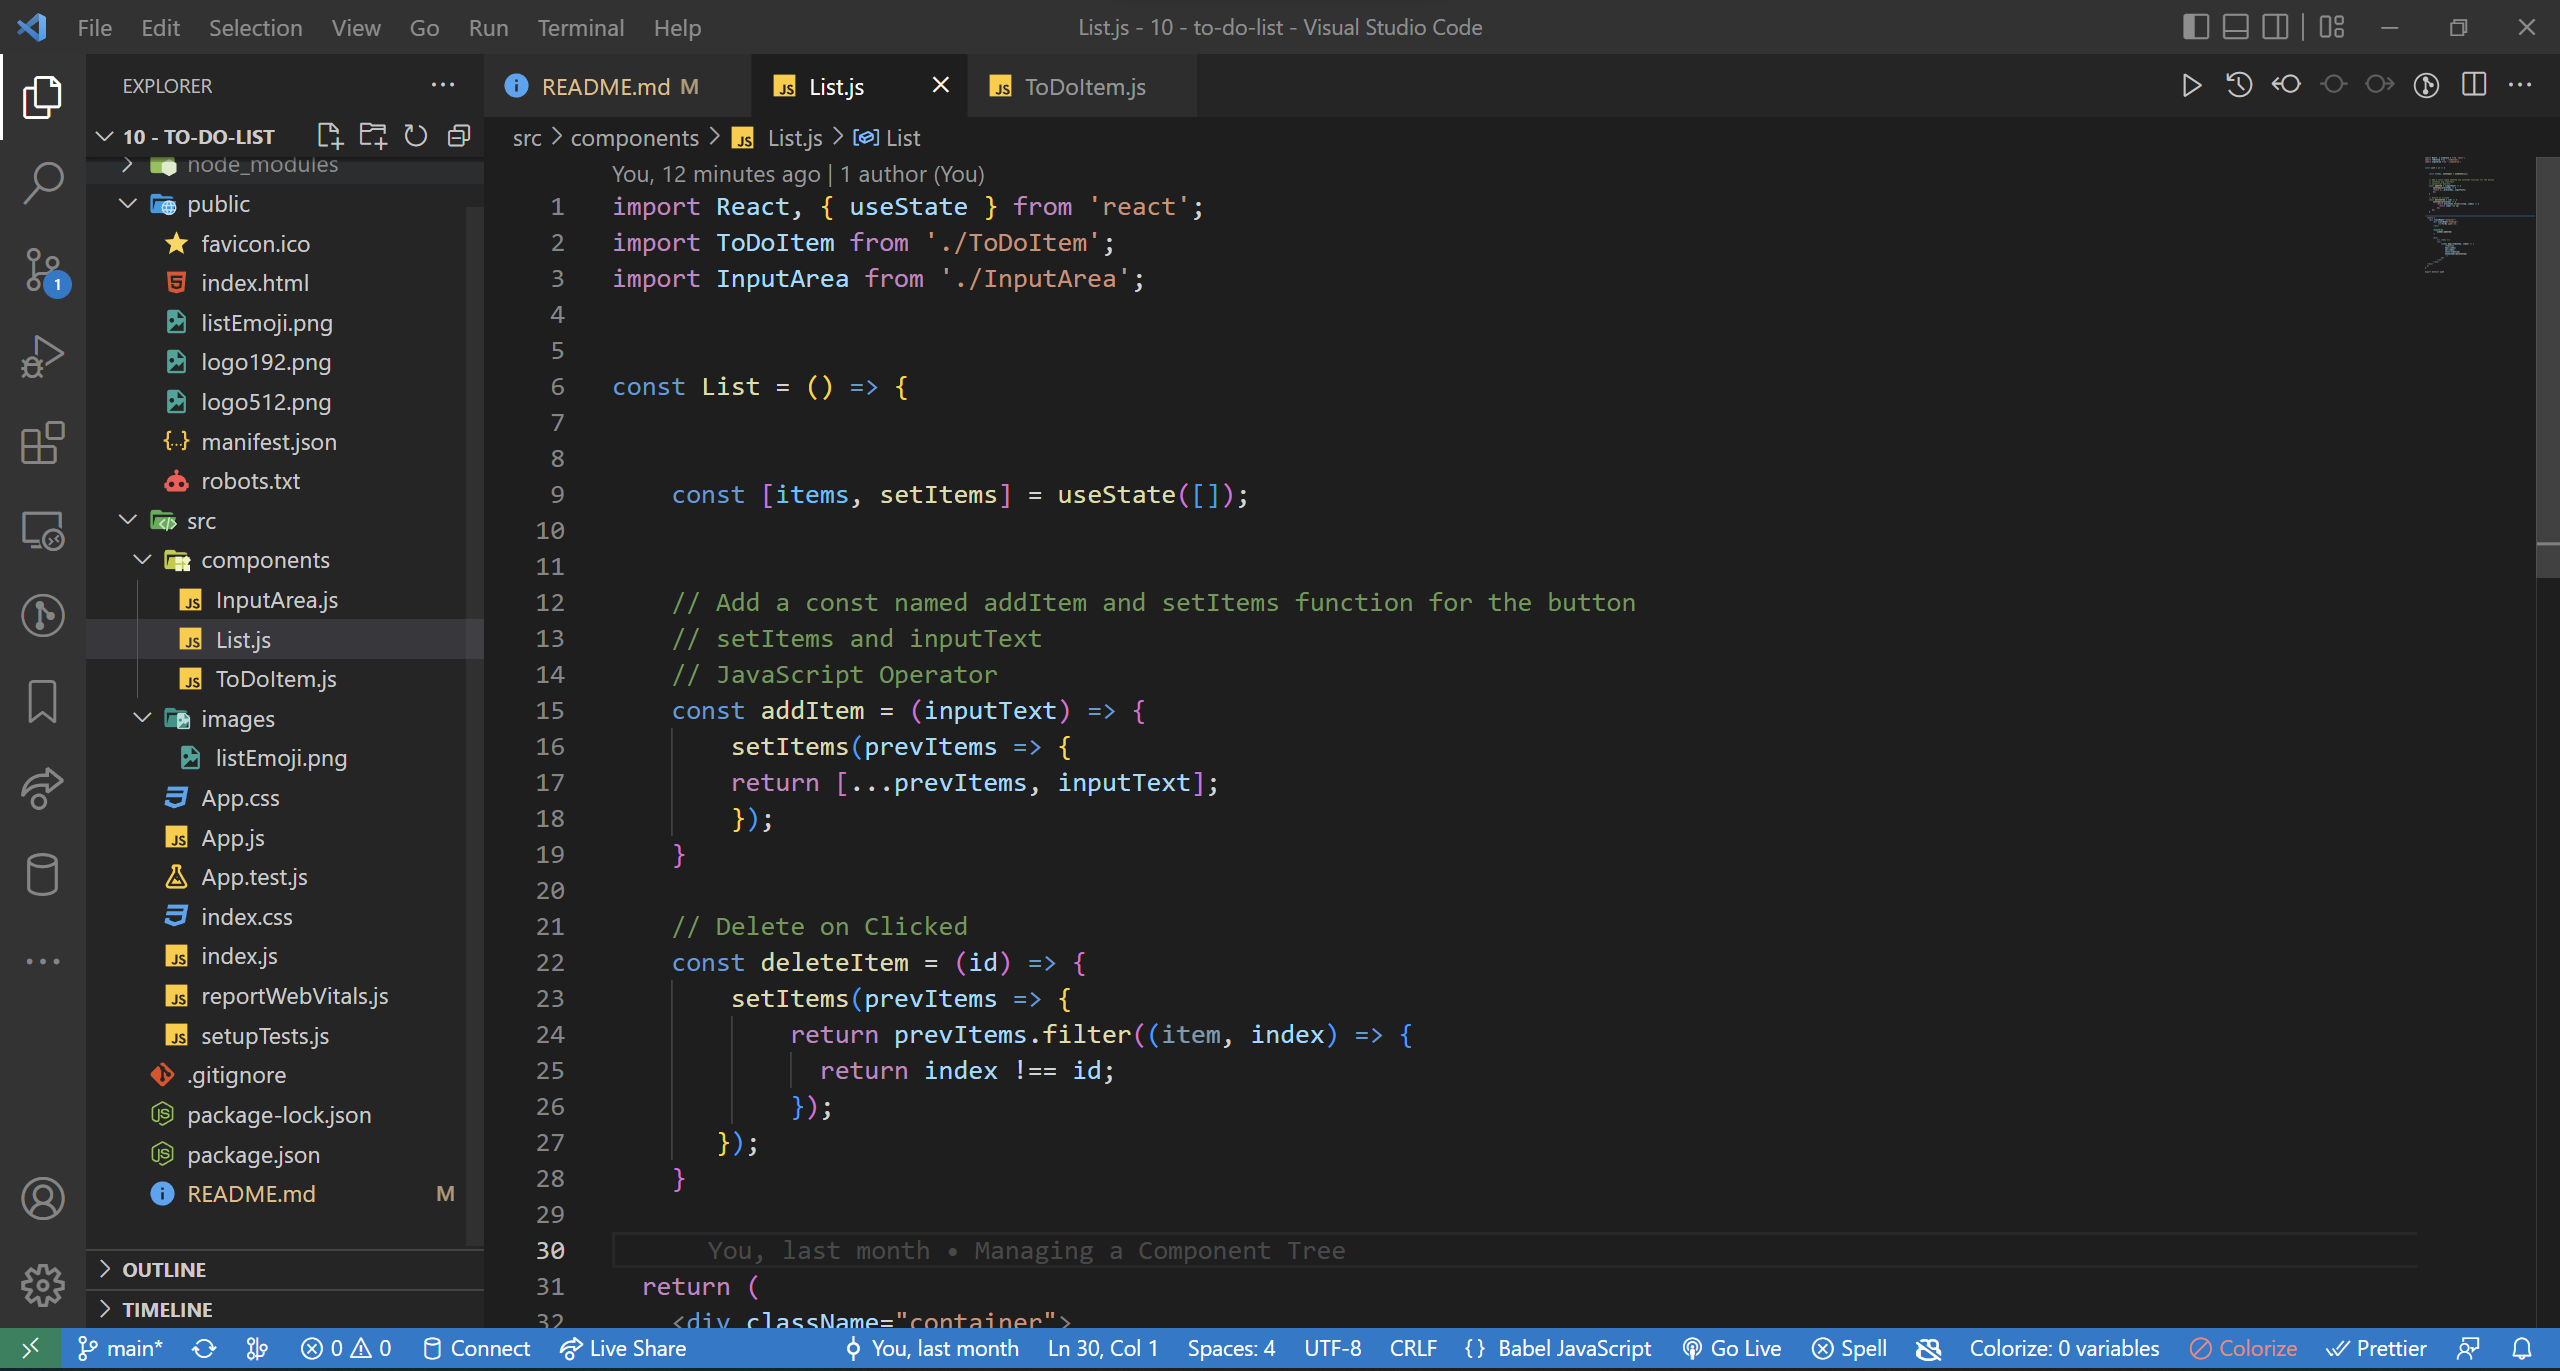 File Edit Selection View Go Run Terminal Help
List.js - 10 - to-do-list - Visual Studio Code
EXPLORER
10 - TO-DO-LIST
node_modules
public
favicon.ico
index.html
listEmoji.png
logo192.png
logo512.png
manifest.json
robots.txt
src
components
InputArea.js
List.js
ToDoItem.js
images
listEmoji.png
App.css
App.js
App.test.js
index.css
index.js
reportWebVitals.js
setupTests.js
.gitignore
package-lock.json
package.json
README.md M
OUTLINE
TIMELINE
1
README.md M
List.js
ToDoItem.js
src > components > JS List.js > List
You, 12 minutes ago | 1 author (You)
1 import React, { useState } from 'react';
2 import ToDoItem from './ToDoItem';
3 import InputArea from './InputArea';
4
5
6 const List = () => {
7
8
9 const [items, setItems] = useState([]);
10
11
12 // Add a const named addItem and setItems function for the button
13 // setItems and inputText
14 // JavaScript Operator
15 const addItem = (inputText) => {
16 setItems(prevItems => {
17 return [...prevItems, inputText];
18 });
19 }
20
21 // Delete on Clicked
22 const deleteItem = (id) => {
23 setItems(prevItems => {
24 return prevItems.filter((item, index) => {
25 return index !== id;
26 });
27 });
28 }
29
30 You, last month • Managing a Component Tree
31 return (
32 <div className="container">
main* 0 0 Connect Live Share You, last month Ln 30, Col 1 Spaces: 4 UTF-8 CRLF {} Babel JavaScript Go Live Spell Colorize: 0 variables Colorize Prettier